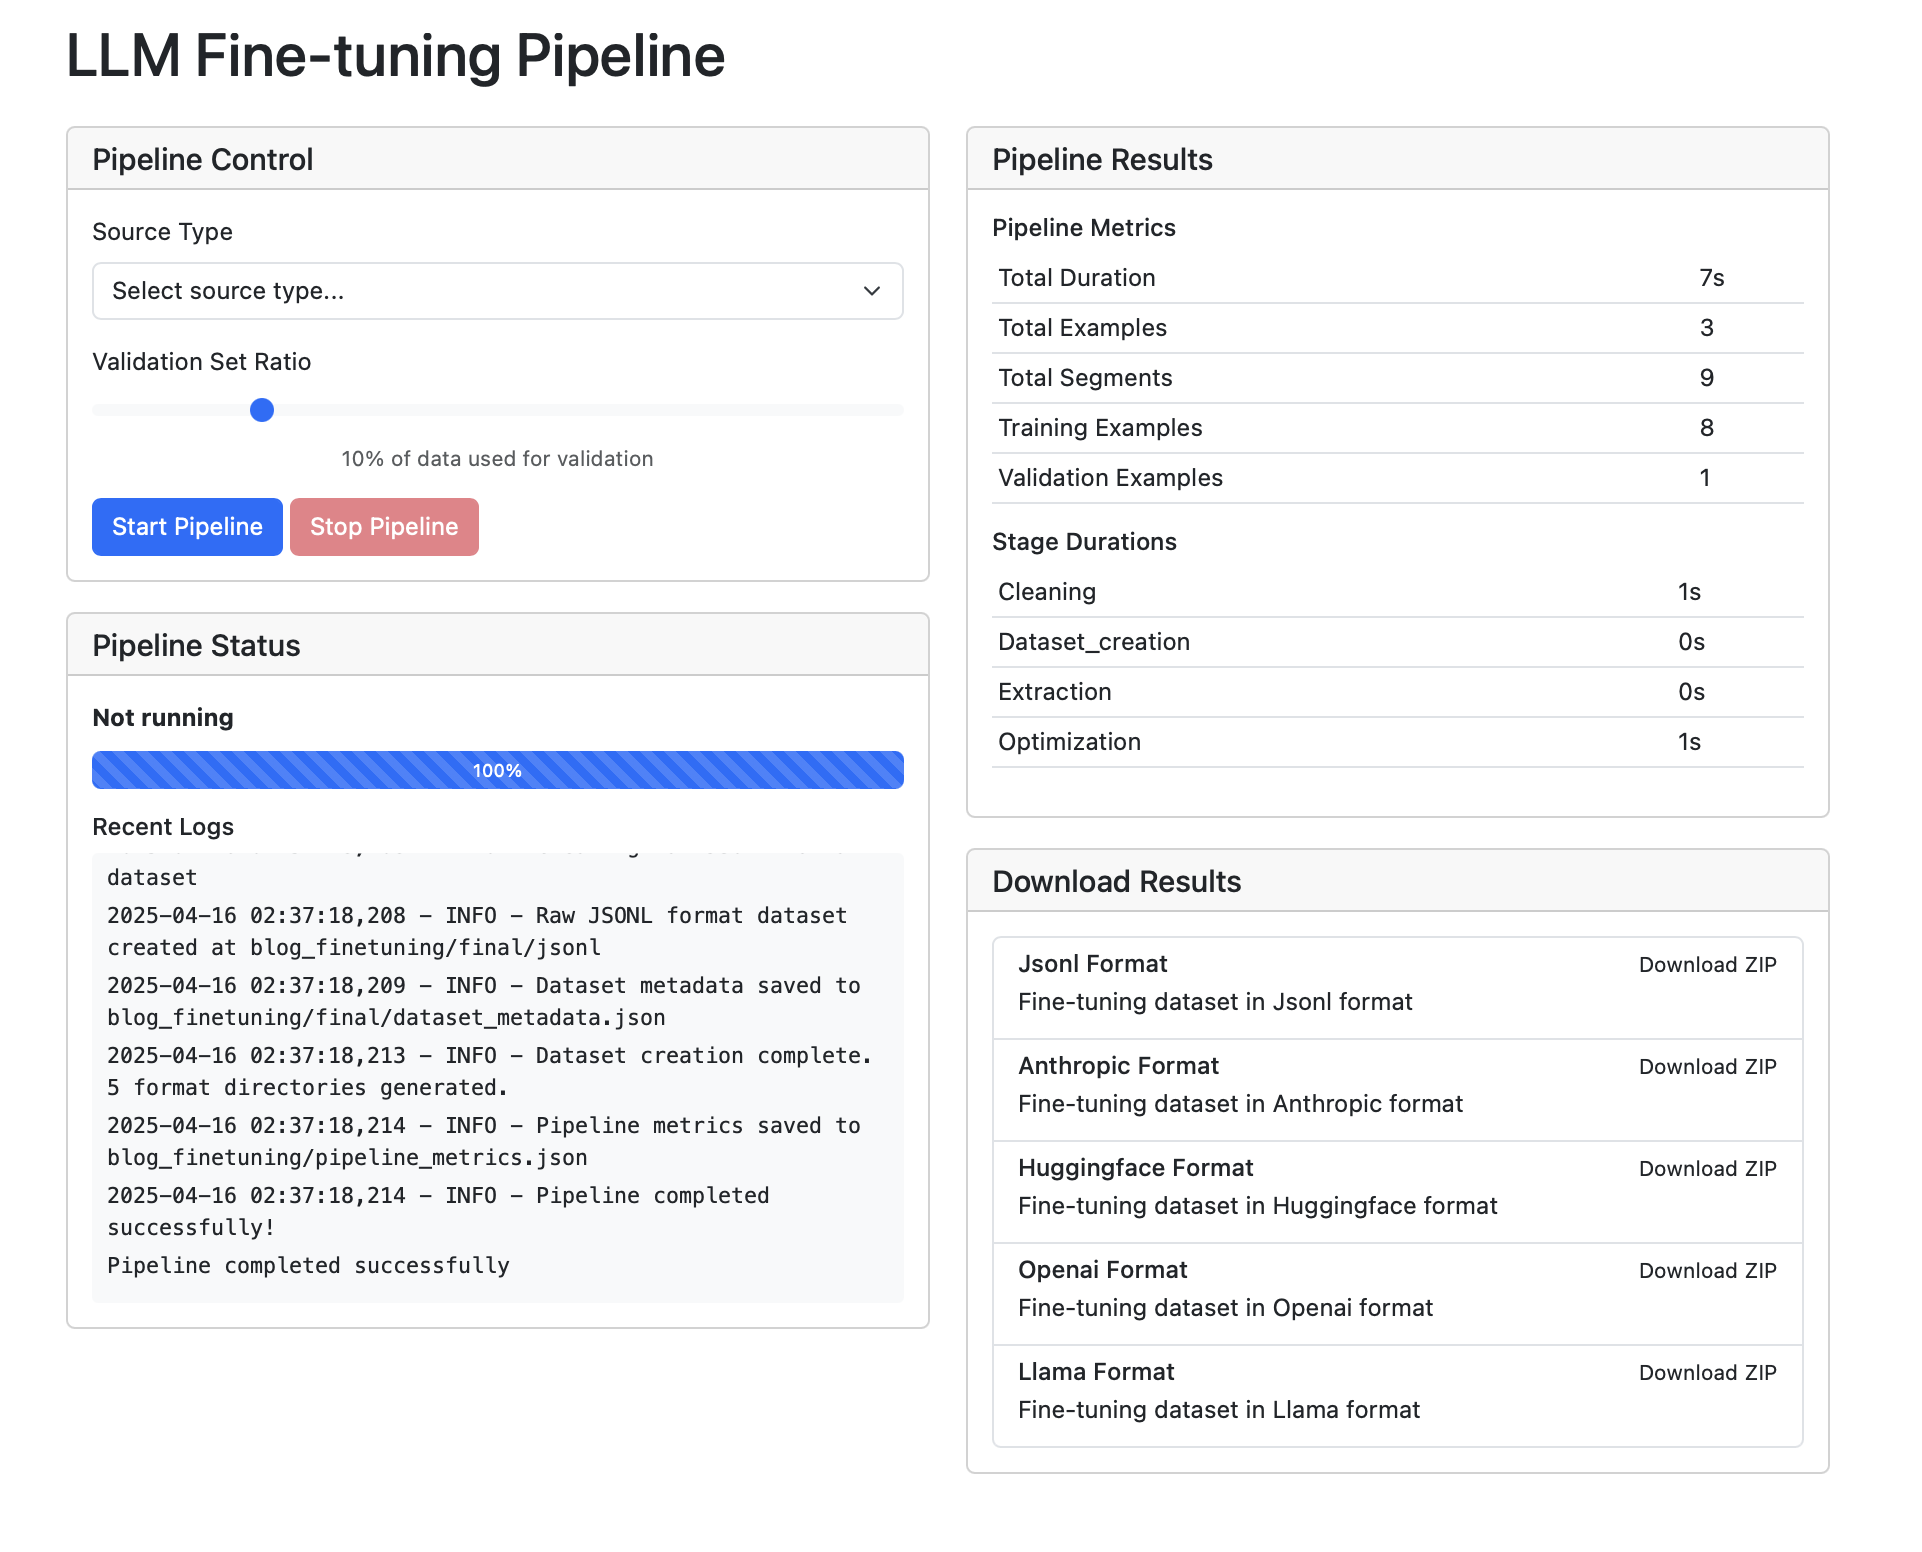 LLM Fine-tuning Pipeline
Pipeline Control
Source Type
Select source type...
Validation Set Ratio
10% of data used for validation
Start Pipeline
Stop Pipeline
Pipeline Status
Not running
100%
Recent Logs
dataset
2025-04-16 02:37:18,208 - INFO - Raw JSONL format dataset
created at blog_finetuning/final/jsonl
2025-04-16 02:37:18,209 - INFO - Dataset metadata saved to
blog_finetuning/final/dataset_metadata.json
2025-04-16 02:37:18,213 - INFO - Dataset creation complete.
5 format directories generated.
2025-04-16 02:37:18,214 - INFO - Pipeline metrics saved to
blog_finetuning/pipeline_metrics.json
2025-04-16 02:37:18,214 - INFO - Pipeline completed
successfully!
Pipeline completed successfully
Pipeline Results
Pipeline Metrics
Total Duration 7s
Total Examples 3
Total Segments 9
Training Examples 8
Validation Examples 1
Stage Durations
Cleaning 1s
Dataset_creation 0s
Extraction 0s
Optimization 1s
Download Results
Jsonl Format Download ZIP
Fine-tuning dataset in Jsonl format
Anthropic Format Download ZIP
Fine-tuning dataset in Anthropic format
Huggingface Format Download ZIP
Fine-tuning dataset in Huggingface format
Openai Format Download ZIP
Fine-tuning dataset in Openai format
Llama Format Download ZIP
Fine-tuning dataset in Llama format